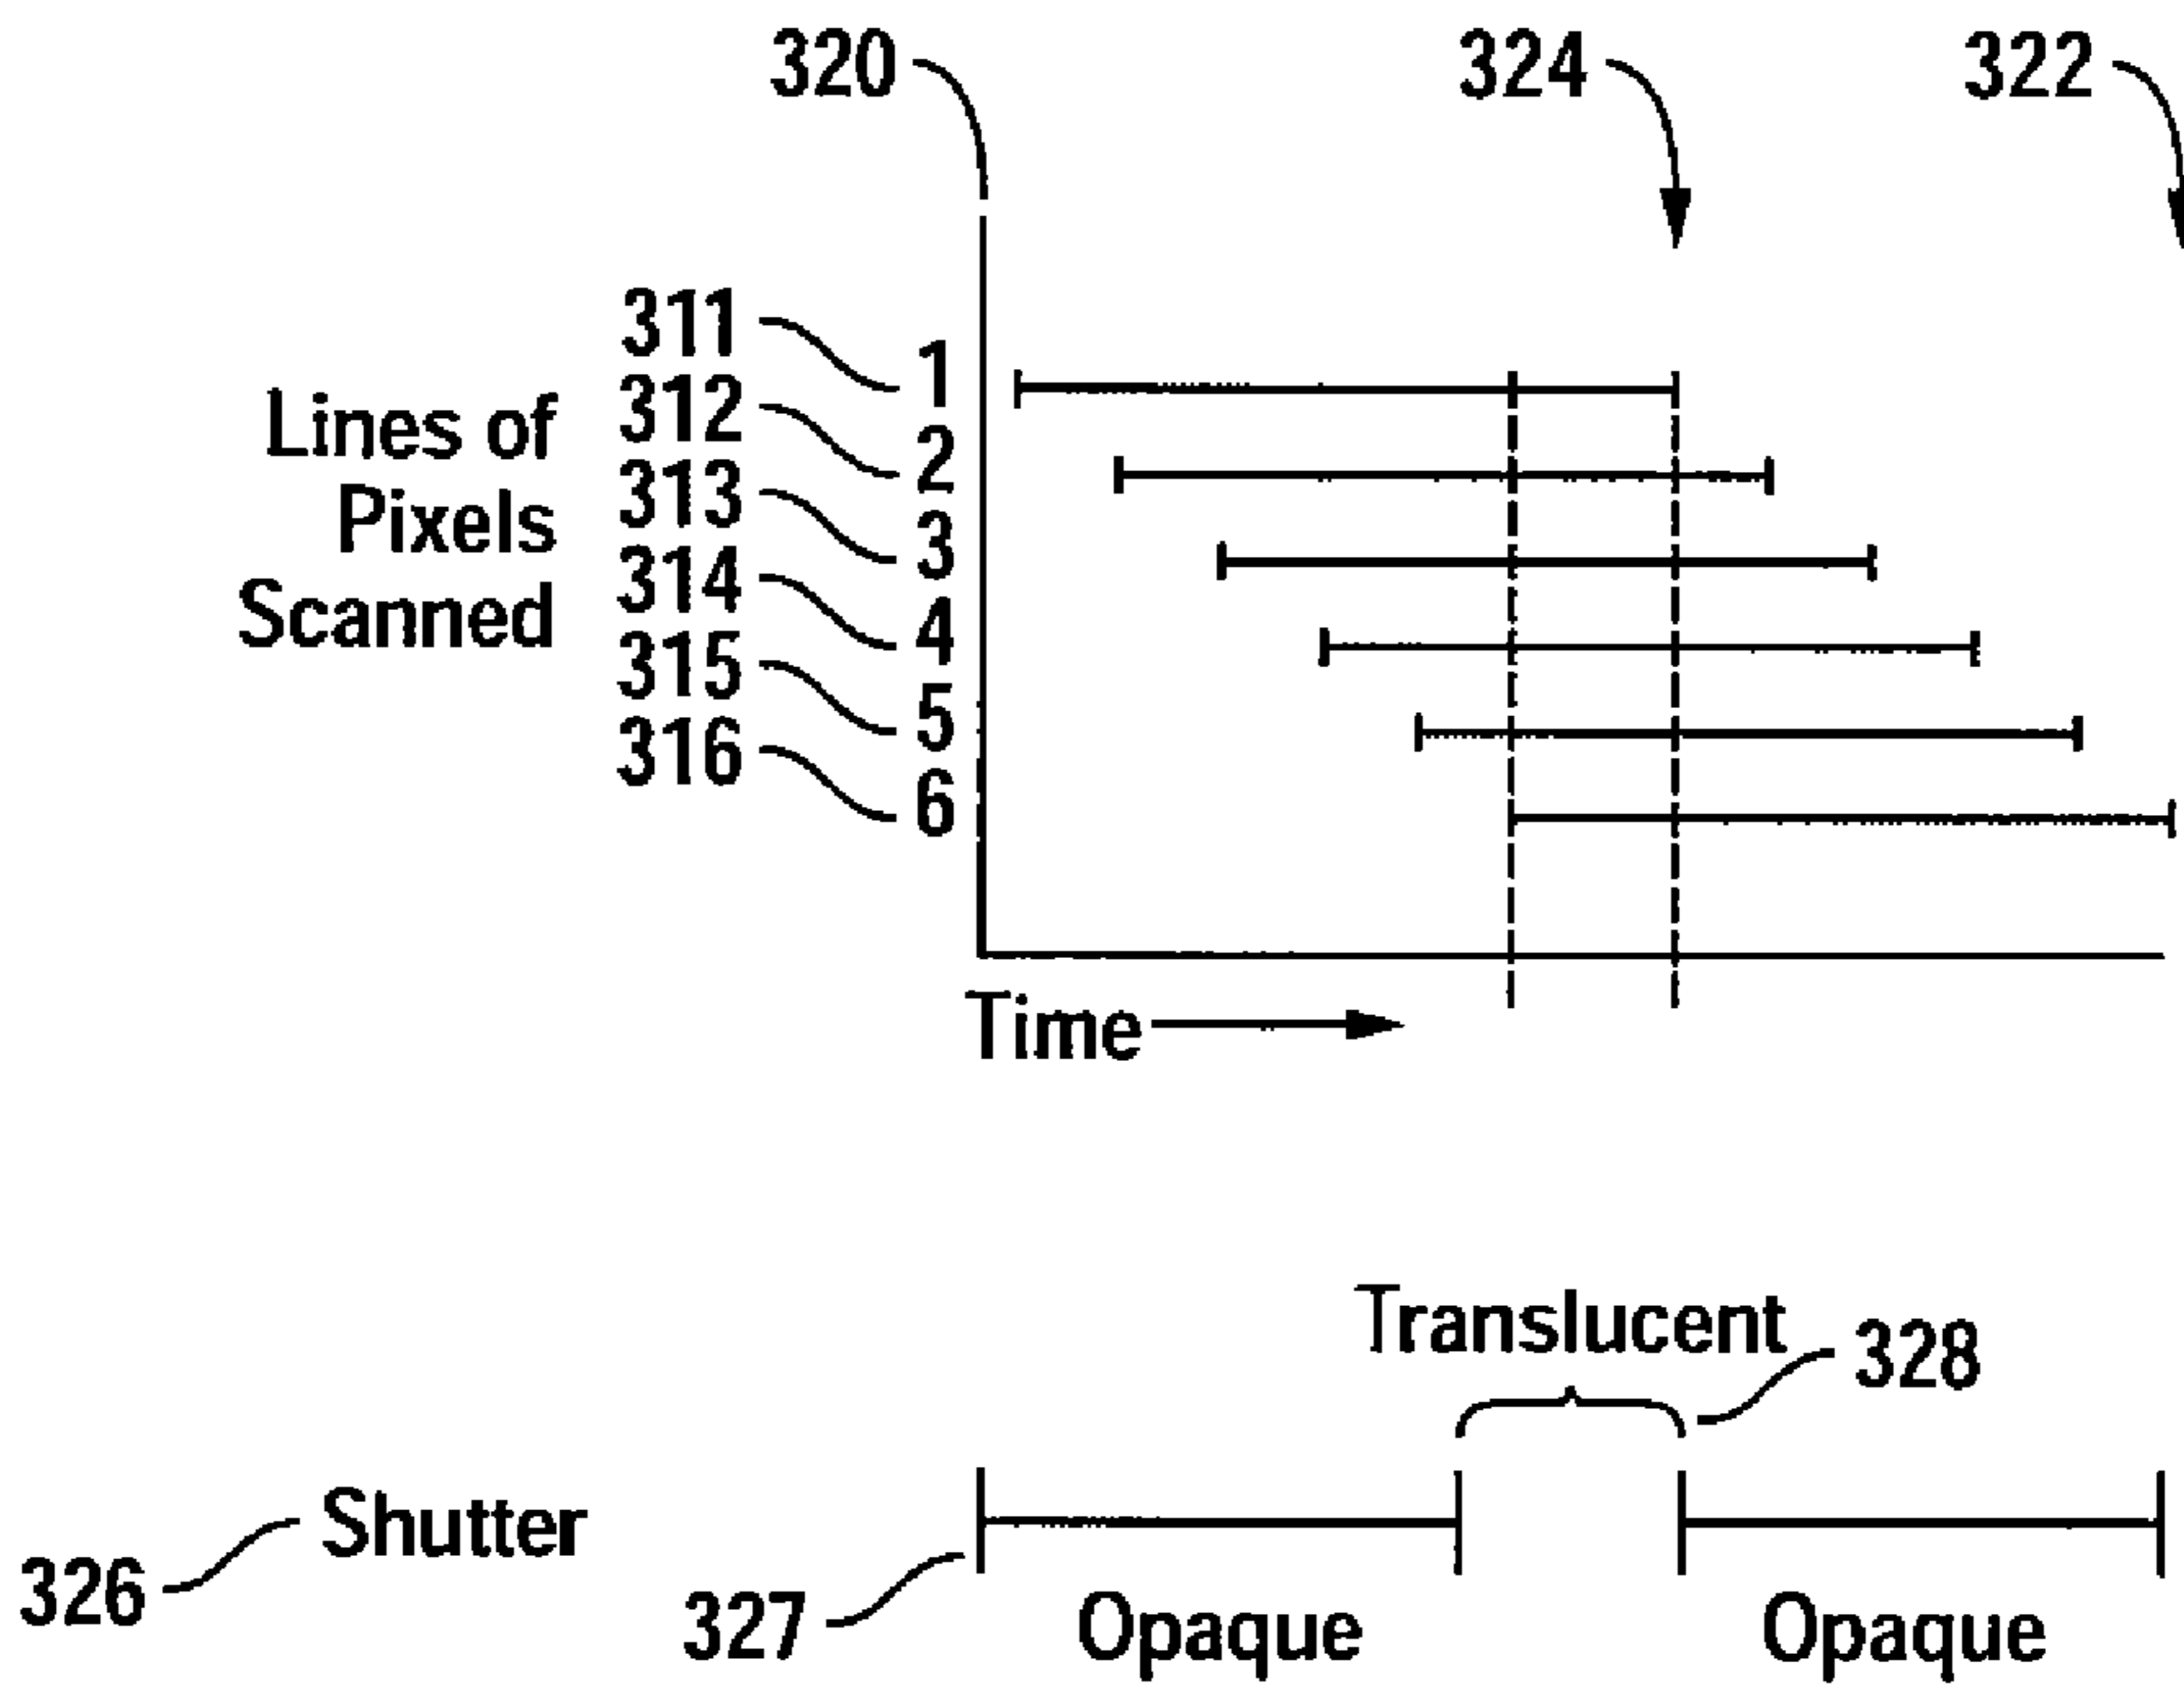 320 324 322
311 1
312 2
313 3
314 4
315 5
316 6
Lines of
Pixels
Scanned
Time
Translucent
328
Shutter
326
327
Opaque Opaque